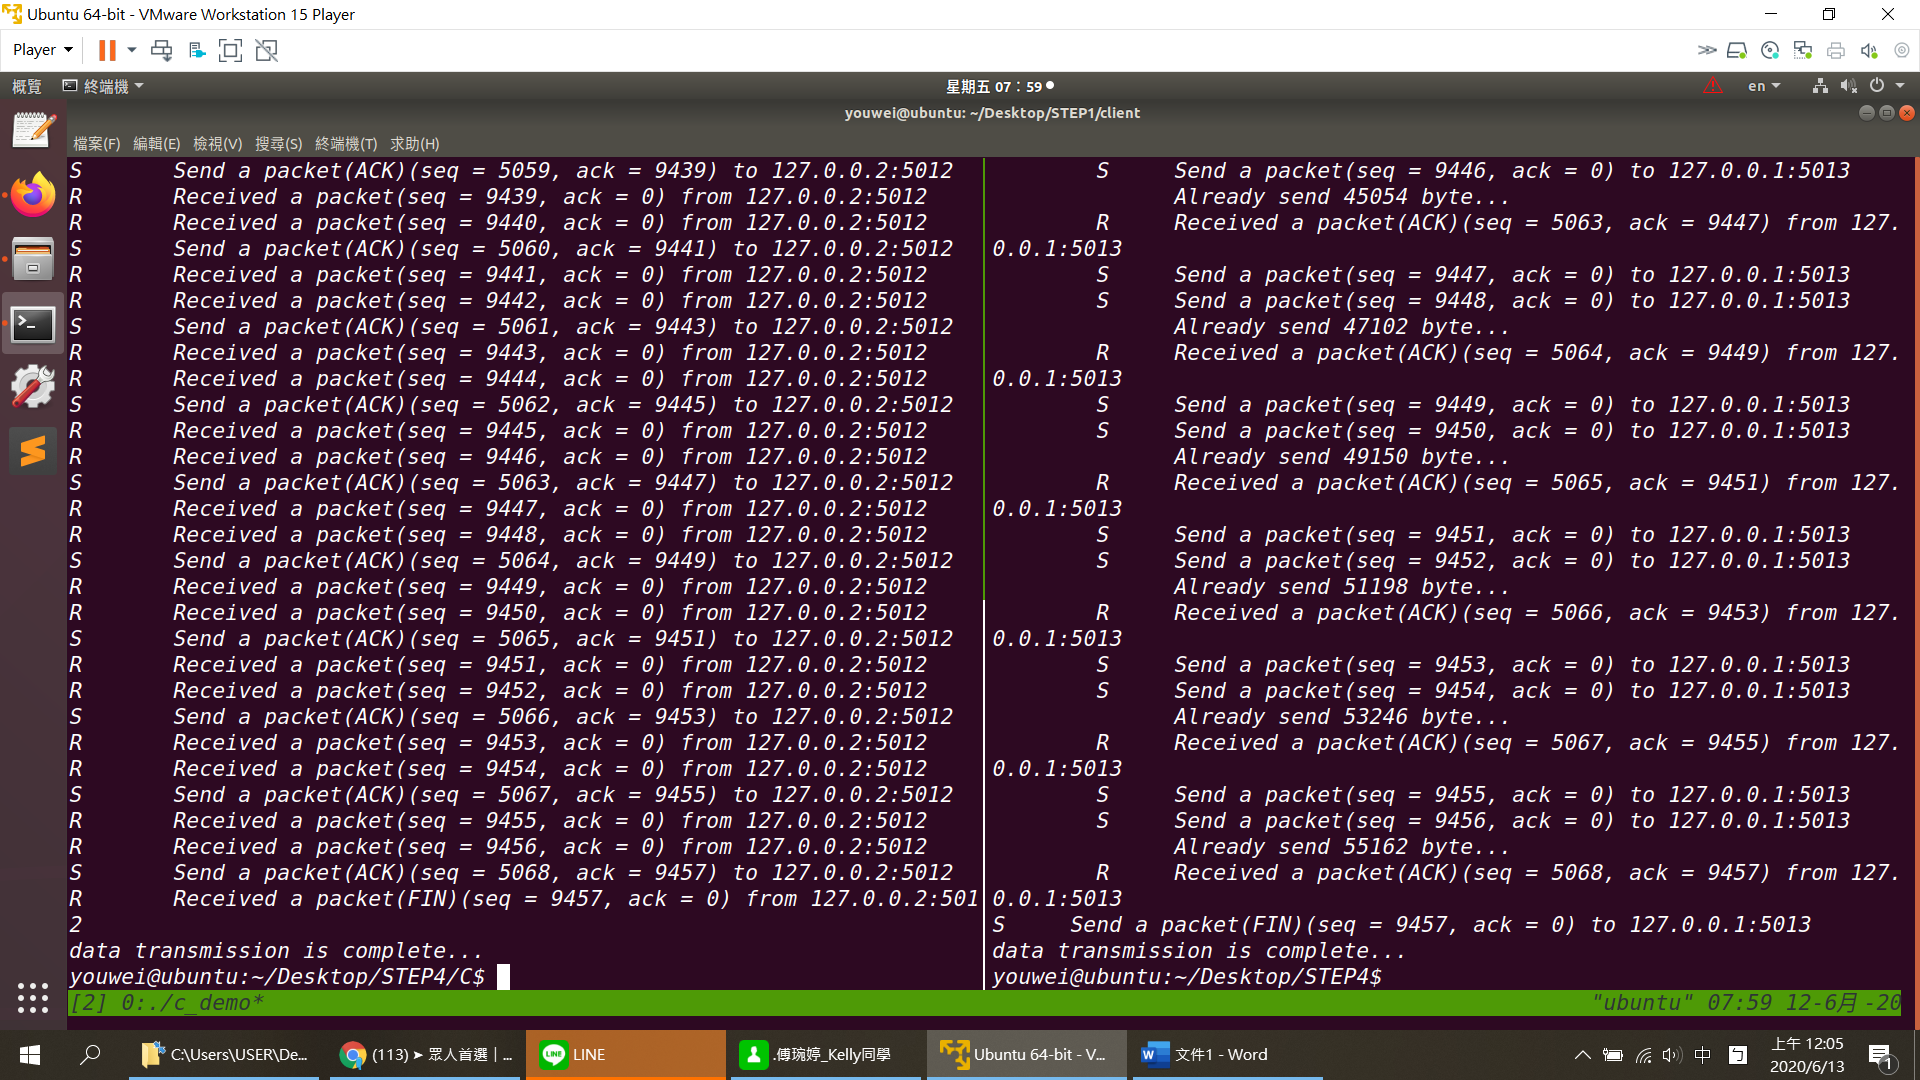 Ubuntu 64-bit - VMware Workstation 15 Player
Player
概覽 終端機 星期五 07：59 en
youwei@ubuntu: ~/Desktop/STEP1/client
檔案(F) 編輯(E) 檢視(V) 搜尋(S) 終端機(T) 求助(H)
S Send a packet(ACK)(seq = 5059, ack = 9439) to 127.0.0.2:5012
R Received a packet(seq = 9439, ack = 0) from 127.0.0.2:5012
R Received a packet(seq = 9440, ack = 0) from 127.0.0.2:5012
S Send a packet(ACK)(seq = 5060, ack = 9441) to 127.0.0.2:5012
R Received a packet(seq = 9441, ack = 0) from 127.0.0.2:5012
R Received a packet(seq = 9442, ack = 0) from 127.0.0.2:5012
S Send a packet(ACK)(seq = 5061, ack = 9443) to 127.0.0.2:5012
R Received a packet(seq = 9443, ack = 0) from 127.0.0.2:5012
R Received a packet(seq = 9444, ack = 0) from 127.0.0.2:5012
S Send a packet(ACK)(seq = 5062, ack = 9445) to 127.0.0.2:5012
R Received a packet(seq = 9445, ack = 0) from 127.0.0.2:5012
R Received a packet(seq = 9446, ack = 0) from 127.0.0.2:5012
S Send a packet(ACK)(seq = 5063, ack = 9447) to 127.0.0.2:5012
R Received a packet(seq = 9447, ack = 0) from 127.0.0.2:5012
R Received a packet(seq = 9448, ack = 0) from 127.0.0.2:5012
S Send a packet(ACK)(seq = 5064, ack = 9449) to 127.0.0.2:5012
R Received a packet(seq = 9449, ack = 0) from 127.0.0.2:5012
R Received a packet(seq = 9450, ack = 0) from 127.0.0.2:5012
S Send a packet(ACK)(seq = 5065, ack = 9451) to 127.0.0.2:5012
R Received a packet(seq = 9451, ack = 0) from 127.0.0.2:5012
R Received a packet(seq = 9452, ack = 0) from 127.0.0.2:5012
S Send a packet(ACK)(seq = 5066, ack = 9453) to 127.0.0.2:5012
R Received a packet(seq = 9453, ack = 0) from 127.0.0.2:5012
R Received a packet(seq = 9454, ack = 0) from 127.0.0.2:5012
S Send a packet(ACK)(seq = 5067, ack = 9455) to 127.0.0.2:5012
R Received a packet(seq = 9455, ack = 0) from 127.0.0.2:5012
R Received a packet(seq = 9456, ack = 0) from 127.0.0.2:5012
S Send a packet(ACK)(seq = 5068, ack = 9457) to 127.0.0.2:5012
R Received a packet(FIN)(seq = 9457, ack = 0) from 127.0.0.2:501
2
data transmission is complete...
youwei@ubuntu:~/Desktop/STEP4/C$
S Send a packet(seq = 9446, ack = 0) to 127.0.0.1:5013
Already send 45054 byte...
R Received a packet(ACK)(seq = 5063, ack = 9447) from 127.
0.0.1:5013
S Send a packet(seq = 9447, ack = 0) to 127.0.0.1:5013
S Send a packet(seq = 9448, ack = 0) to 127.0.0.1:5013
Already send 47102 byte...
R Received a packet(ACK)(seq = 5064, ack = 9449) from 127.
0.0.1:5013
S Send a packet(seq = 9449, ack = 0) to 127.0.0.1:5013
S Send a packet(seq = 9450, ack = 0) to 127.0.0.1:5013
Already send 49150 byte...
R Received a packet(ACK)(seq = 5065, ack = 9451) from 127.
0.0.1:5013
S Send a packet(seq = 9451, ack = 0) to 127.0.0.1:5013
S Send a packet(seq = 9452, ack = 0) to 127.0.0.1:5013
Already send 51198 byte...
R Received a packet(ACK)(seq = 5066, ack = 9453) from 127.
0.0.1:5013
S Send a packet(seq = 9453, ack = 0) to 127.0.0.1:5013
S Send a packet(seq = 9454, ack = 0) to 127.0.0.1:5013
Already send 53246 byte...
R Received a packet(ACK)(seq = 5067, ack = 9455) from 127.
0.0.1:5013
S Send a packet(seq = 9455, ack = 0) to 127.0.0.1:5013
S Send a packet(seq = 9456, ack = 0) to 127.0.0.1:5013
Already send 55162 byte...
R Received a packet(ACK)(seq = 5068, ack = 9457) from 127.
0.0.1:5013
S Send a packet(FIN)(seq = 9457, ack = 0) to 127.0.0.1:5013
data transmission is complete...
youwei@ubuntu:~/Desktop/STEP4$
[2] 0:./c_demo* "ubuntu" 07:59 12-6月-20
C:\Users\USER\De... (113) ➤ 眾人首選｜... LINE .傅琬婷_Kelly同學 Ubuntu 64-bit - V... 文件1 - Word 中 ㄅ 上午 12:05
2020/6/13 1